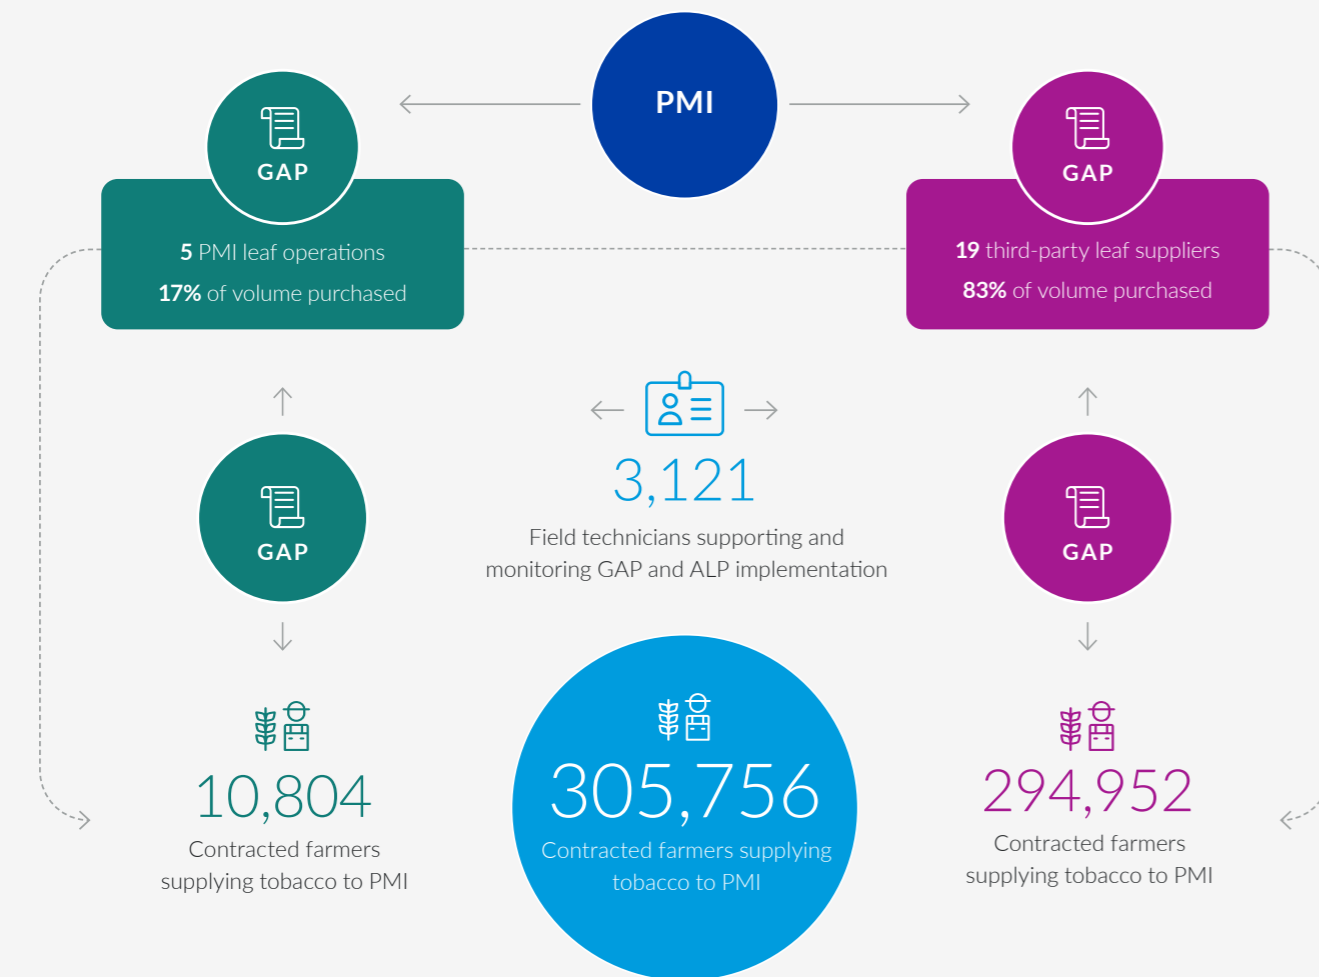 PMI
GAP
5 PMI leaf operations
17% of volume purchased
GAP
19 third-party leaf suppliers
83% of volume purchased
3,121
Field technicians supporting and
monitoring GAP and ALP implementation
GAP
GAP
10,804
Contracted farmers
supplying tobacco to PMI
305,756
Contracted farmers supplying
tobacco to PMI
294,952
Contracted farmers
supplying tobacco to PMI